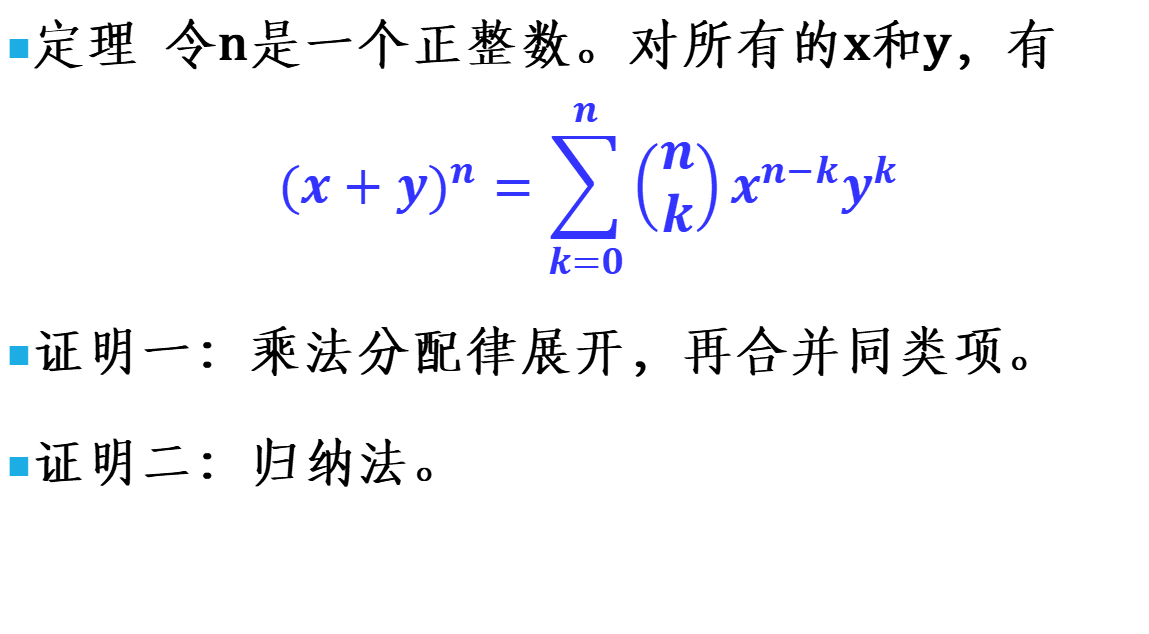 定理 令n是一个正整数。对所有的x和y，有
(x + y)^n = \sum_{k=0}^{n} \binom{n}{k} x^{n-k} y^k
证明一：乘法分配律展开，再合并同类项。
证明二：归纳法。